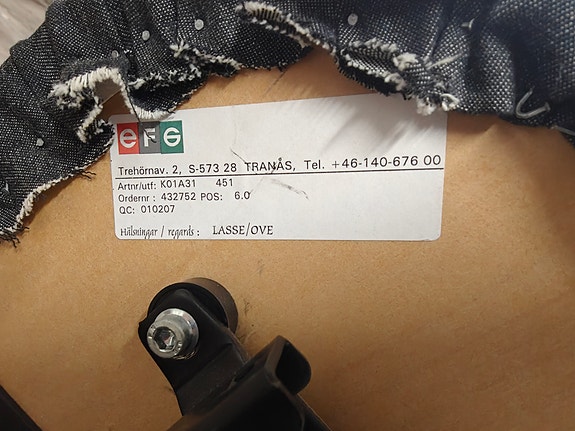 eFG
Trehörnav. 2, S-573 28 TRANÅS, Tel. +46-140-676 00
Artnr/utf: K01A31 451
Ordernr : 432752 POS: 6.0
QC: 010207
Hälsningar / regards : LASSE/OVE